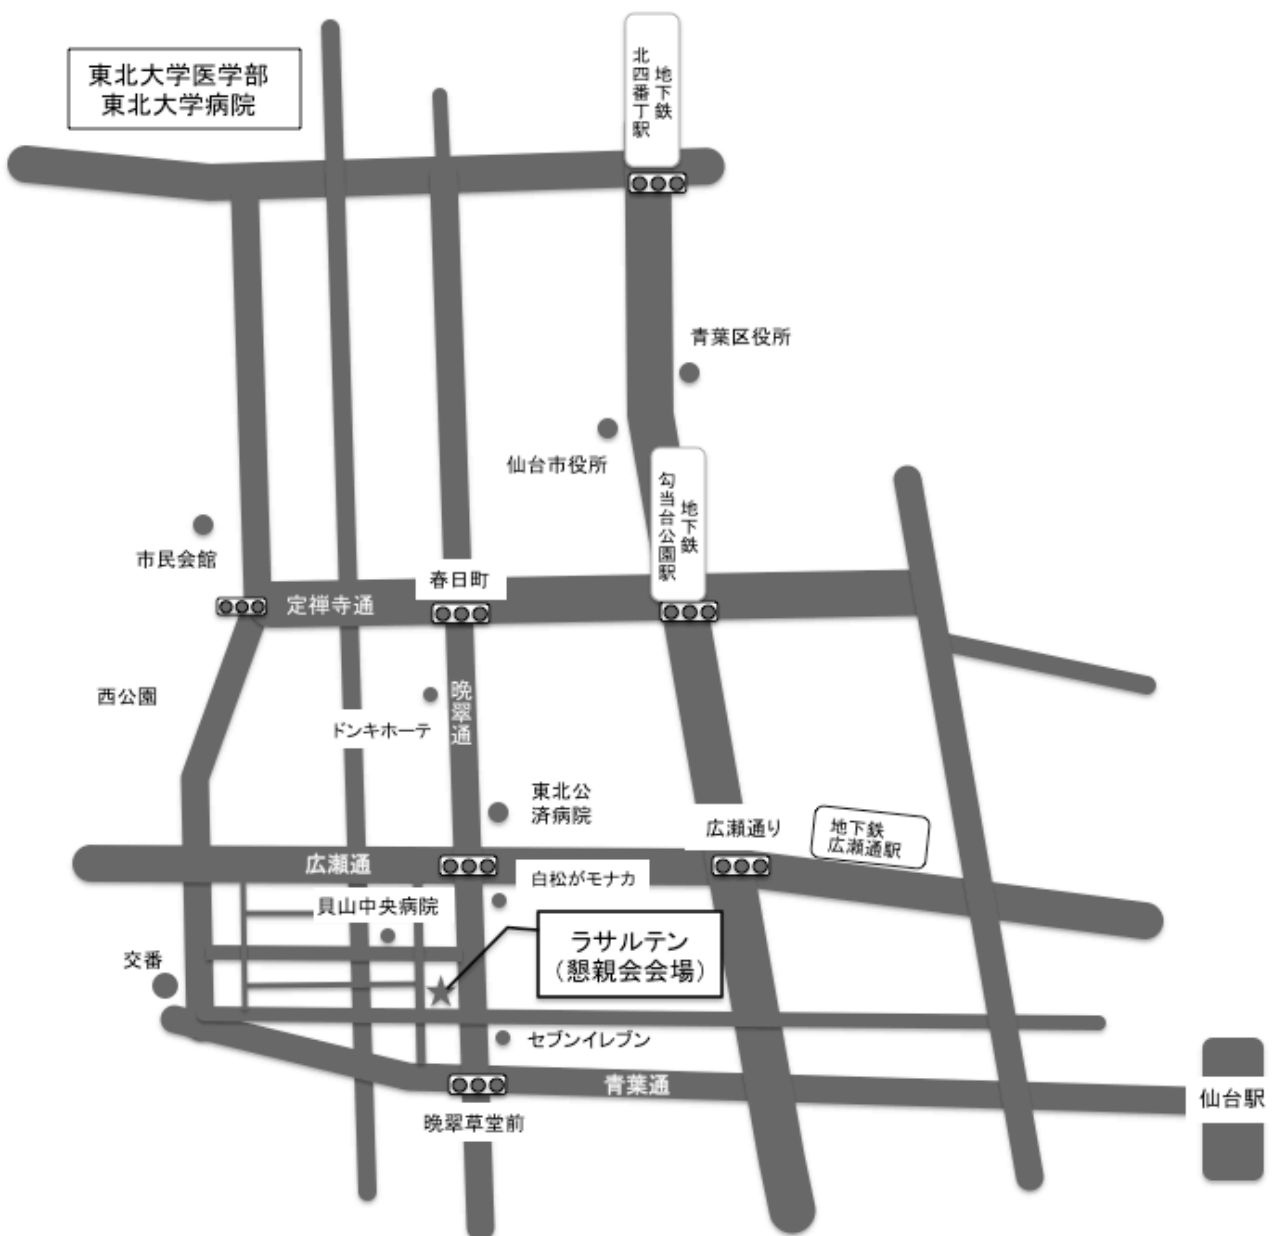 東北大学医学部
東北大学病院
地下鉄
北四番丁駅
青葉区役所
仙台市役所
地下鉄
勾当台公園駅
市民会館
春日町
定禅寺通
西公園
晩翠通
ドンキホーテ
東北公
済病院
広瀬通り
地下鉄
広瀬通駅
広瀬通
白松がモナカ
貝山中央病院
ラサルテン
（懇親会会場）
交番
セブンイレブン
青葉通
仙台駅
晩翠草堂前